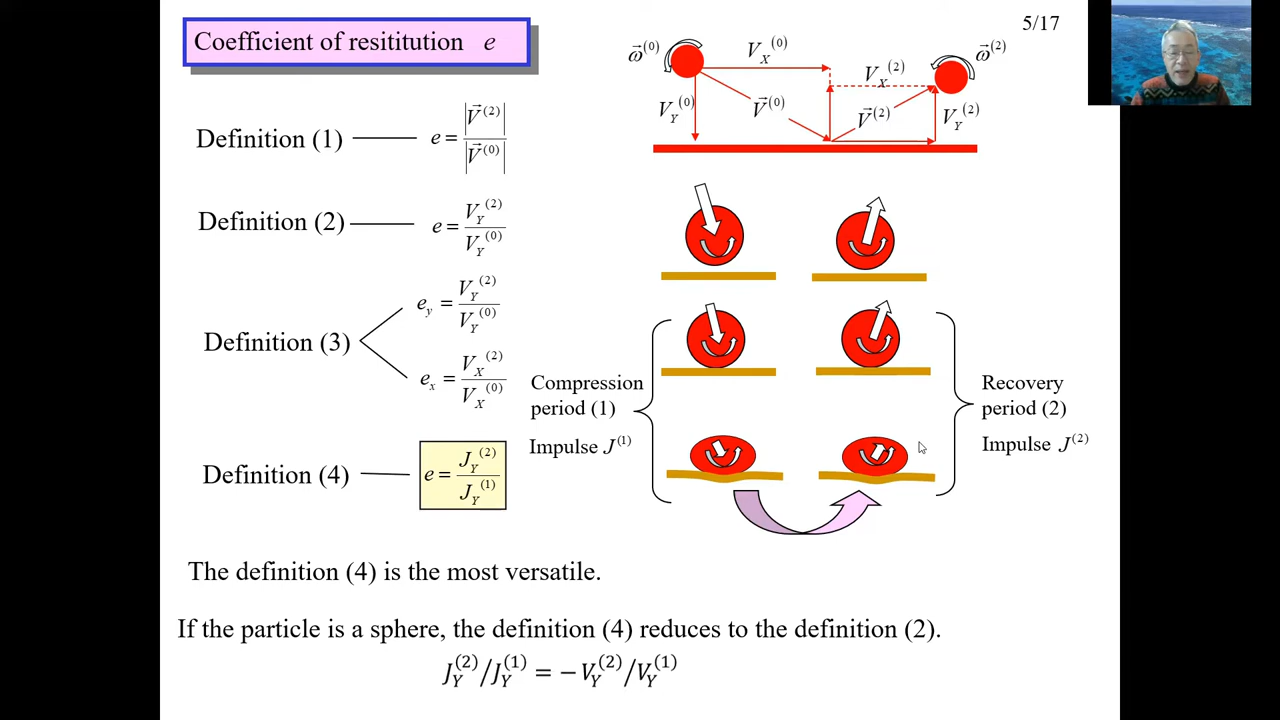 Coefficient of resititution e
5/17
Definition (1)
e = |V⃗^(2)| / |V⃗^(0)|
Definition (2)
e = V_Y^(2) / V_Y^(0)
Definition (3)
e_y = V_Y^(2) / V_Y^(0)
e_x = V_X^(2) / V_X^(0)
Definition (4)
e = J_Y^(2) / J_Y^(1)
ω⃗^(0)
V_X^(0)
V_Y^(0)
V⃗^(0)
V_X^(2)
V⃗^(2)
V_Y^(2)
ω⃗^(2)
Compression
period (1)
Impulse J^(1)
Recovery
period (2)
Impulse J^(2)
The definition (4) is the most versatile.
If the particle is a sphere, the definition (4) reduces to the definition (2).
J_Y^(2)/J_Y^(1) = −V_Y^(2)/V_Y^(1)